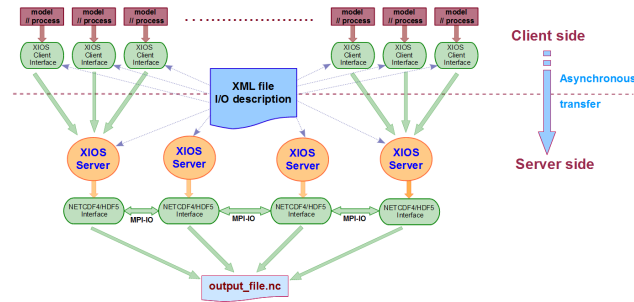 model
// process
model
// process
model
// process
model
// process
model
// process
model
// process
XIOS
Client
Interface
XIOS
Client
Interface
XIOS
Client
Interface
XIOS
Client
Interface
XIOS
Client
Interface
XIOS
Client
Interface
Client side
XML file
I/O description
Asynchronous
transfer
XIOS
Server
XIOS
Server
XIOS
Server
XIOS
Server
Server side
NETCDF4/HDF5
Interface
MPI-IO
NETCDF4/HDF5
Interface
MPI-IO
NETCDF4/HDF5
Interface
MPI-IO
NETCDF4/HDF5
Interface
output_file.nc